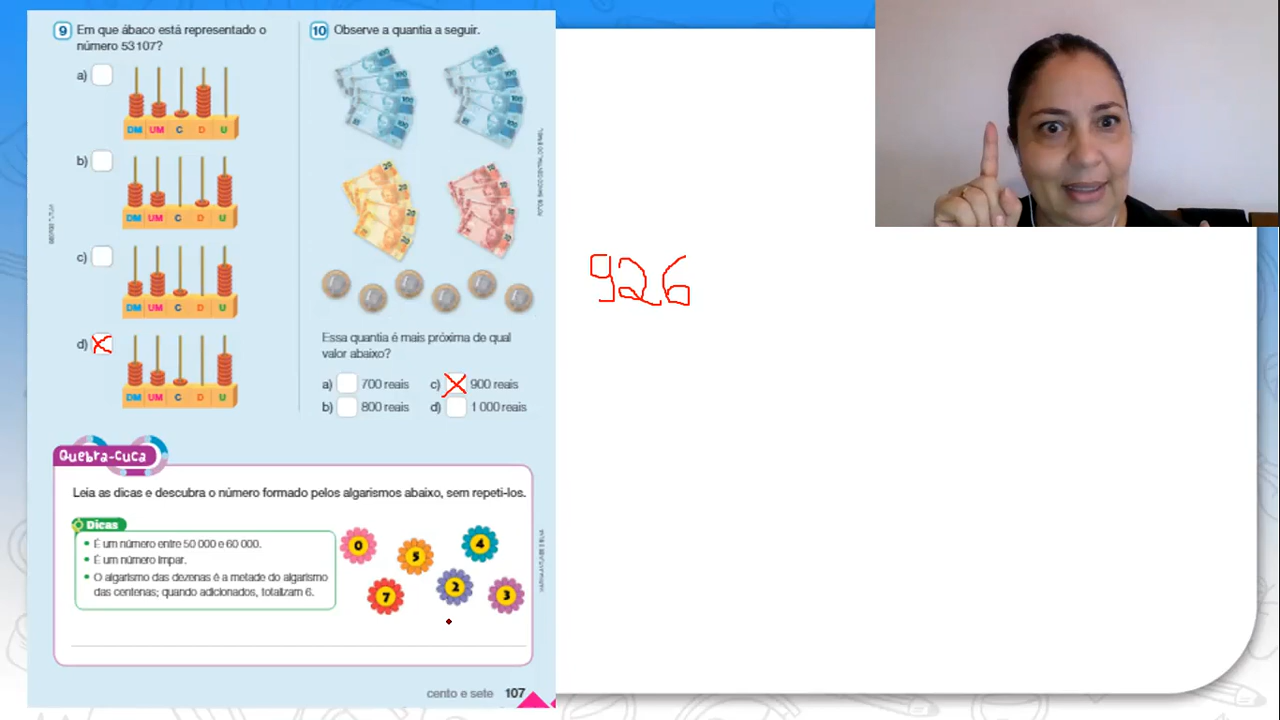 9 Em que ábaco está representado o
número 53 107?
a)
DM UM C D U
b)
DM UM C D U
c)
DM UM C D U
d) X
DM UM C D U
10 Observe a quantia a seguir.
Essa quantia é mais próxima de qual
valor abaixo?
a) 700 reais
b) 800 reais
c) X 900 reais
d) 1 000 reais
926
Quebra-cuca
Leia as dicas e descubra o número formado pelos algarismos abaixo, sem repeti-los.
Dicas
• É um número entre 50 000 e 60 000.
• É um número ímpar.
• O algarismo das dezenas é a metade do algarismo
das centenas; quando adicionados, totalizam 6.
0 5 4
7 2 3
cento e sete 107